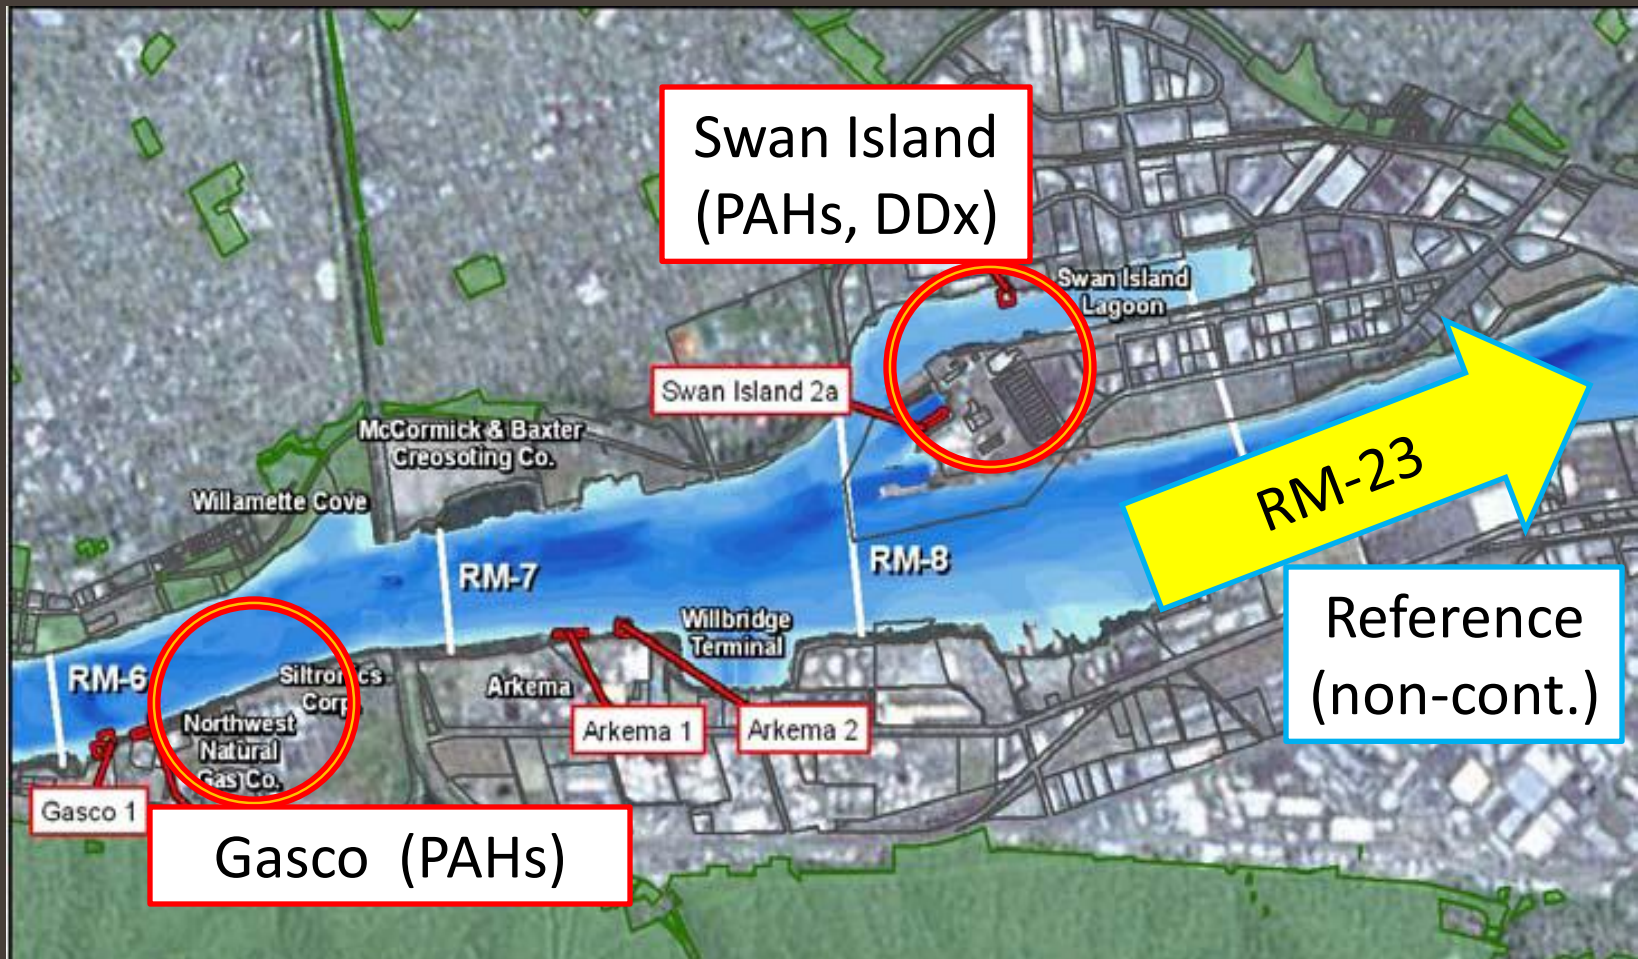 Swan Island
(PAHs, DDx)
Swan Island
Lagoon
Swan Island 2a
McCormick & Baxter
Creosoting Co.
Willamette Cove
RM-23
RM-8
RM-7
Reference
(non-cont.)
Willbridge
Terminal
RM-6
Siltronics
Corp.
Arkema
Northwest
Natural
Gas Co.
Arkema 1
Arkema 2
Gasco 1
Gasco (PAHs)